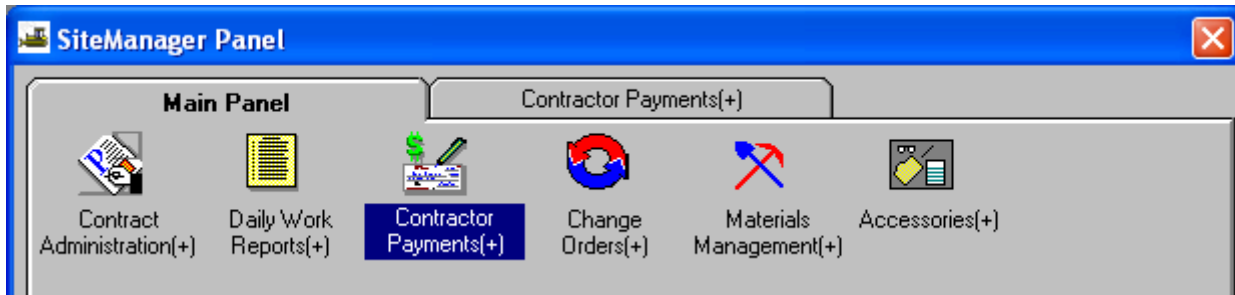 SiteManager Panel
Main Panel
Contractor Payments(+)
Contract
Administration(+)
Daily Work
Reports(+)
Contractor
Payments(+)
Change
Orders(+)
Materials
Management(+)
Accessories(+)